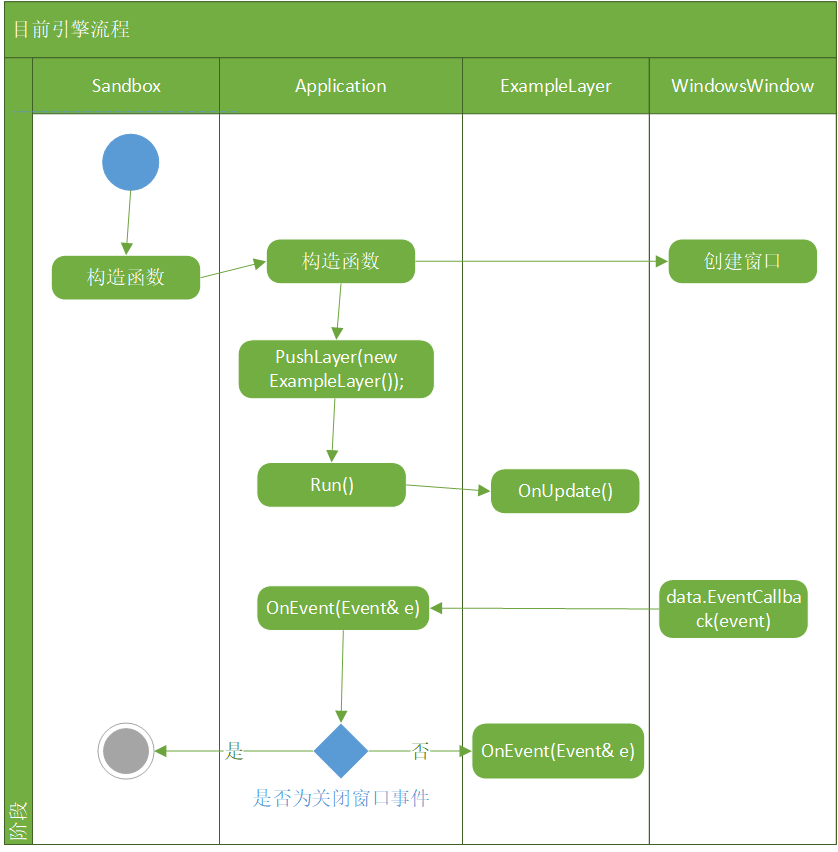 目前引擎流程
Sandbox
Application
ExampleLayer
WindowsWindow
构造函数
构造函数
创建窗口
PushLayer(new
ExampleLayer());
Run()
OnUpdate()
OnEvent(Event& e)
data.EventCallba
ck(event)
是
否
OnEvent(Event& e)
是否为关闭窗口事件
阶段